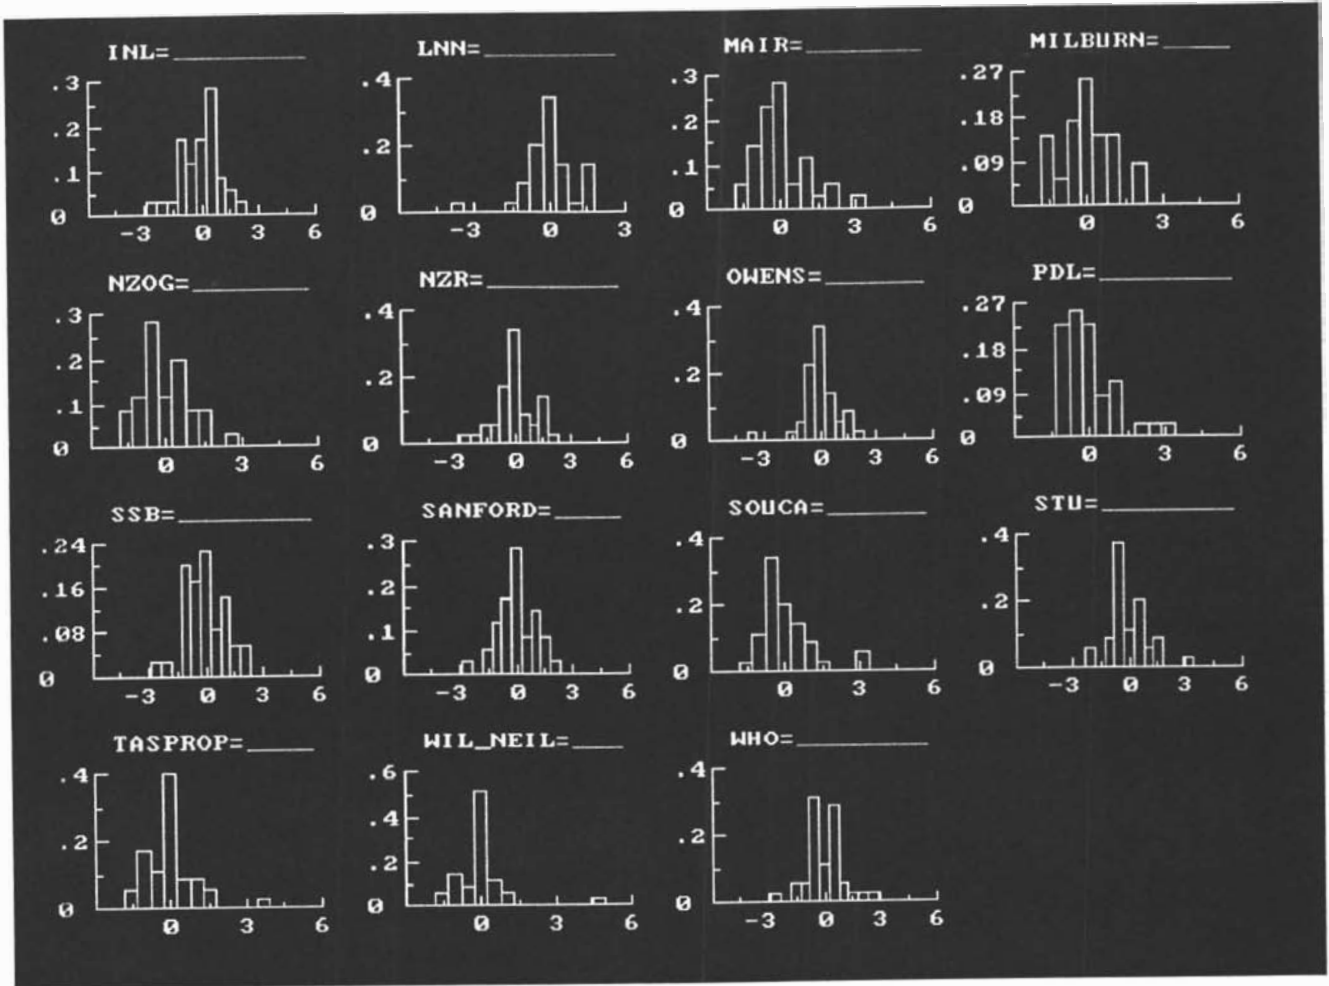 INL= LNN= MAIR= MILBURN=
.3 .4 .3 .27
.2 .2 .2 .18
.1 .1 .09
0 0 0 0
-3 0 3 6 -3 0 3 0 3 6 0 3 6
NZOG= NZR= OWENS= PDL=
.3 .4 .4 .27
.2 .2 .2 .18
.1 .09
0 0 0 0
0 3 6 -3 0 3 6 -3 0 3 6 0 3 6
SSB= SANFORD= SOUCA= STU=
.24 .3 .4 .4
.16 .2 .2 .2
.08 .1
0 0 0 0
-3 0 3 6 -3 0 3 6 0 3 6 -3 0 3 6
TASPROP= WIL_NEIL= WHO=
.4 .6 .4
.2 .4 .2
.2
0 0 0
0 3 6 0 3 6 -3 0 3 6